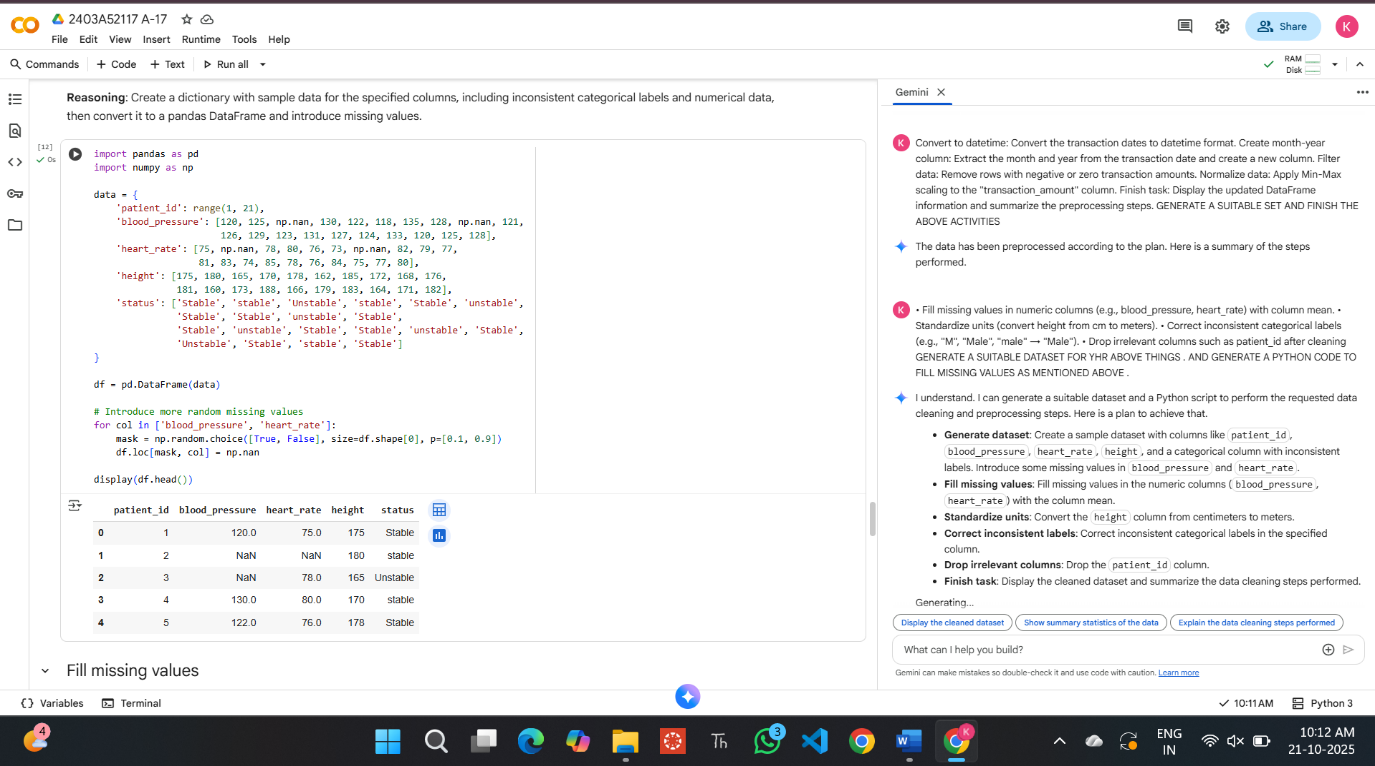 2403A52117 A-17
File Edit View Insert Runtime Tools Help
Share
K
Commands + Code + Text Run all
RAM
Disk
Reasoning: Create a dictionary with sample data for the specified columns, including inconsistent categorical labels and numerical data,
then convert it to a pandas DataFrame and introduce missing values.
[12]
0s
import pandas as pd
import numpy as np
data = {
'patient_id': range(1, 21),
'blood_pressure': [120, 125, np.nan, 130, 122, 118, 135, 128, np.nan, 121,
126, 129, 123, 131, 127, 124, 133, 120, 125, 128],
'heart_rate': [75, np.nan, 78, 80, 76, 73, np.nan, 82, 79, 77,
81, 83, 74, 85, 78, 76, 84, 75, 77, 80],
'height': [175, 180, 165, 170, 178, 162, 185, 172, 168, 176,
181, 160, 173, 188, 166, 179, 183, 164, 171, 182],
'status': ['Stable', 'stable', 'Unstable', 'stable', 'Stable', 'unstable',
'Stable', 'Stable', 'unstable', 'Stable',
'Stable', 'unstable', 'Stable', 'Stable', 'unstable', 'Stable',
'Unstable', 'Stable', 'stable', 'Stable']
}
df = pd.DataFrame(data)
# Introduce more random missing values
for col in ['blood_pressure', 'heart_rate']:
mask = np.random.choice([True, False], size=df.shape[0], p=[0.1, 0.9])
df.loc[mask, col] = np.nan
display(df.head())
patient_id blood_pressure heart_rate height status
0 1 120.0 75.0 175 Stable
1 2 NaN NaN 180 stable
2 3 NaN 78.0 165 Unstable
3 4 130.0 80.0 170 stable
4 5 122.0 76.0 178 Stable
Fill missing values
Gemini
K
Convert to datetime: Convert the transaction dates to datetime format. Create month-year
column: Extract the month and year from the transaction date and create a new column. Filter
data: Remove rows with negative or zero transaction amounts. Normalize data: Apply Min-Max
scaling to the "transaction_amount" column. Finish task: Display the updated DataFrame
information and summarize the preprocessing steps. GENERATE A SUITABLE SET AND FINISH THE
ABOVE ACTIVITIES
The data has been preprocessed according to the plan. Here is a summary of the steps
performed.
K
• Fill missing values in numeric columns (e.g., blood_pressure, heart_rate) with column mean. •
Standardize units (convert height from cm to meters). • Correct inconsistent categorical labels
(e.g., "M", "Male", "male" → "Male"). • Drop irrelevant columns such as patient_id after cleaning
GENERATE A SUITABLE DATASET FOR YHR ABOVE THINGS . AND GENERATE A PYTHON CODE TO
FILL MISSING VALUES AS MENTIONED ABOVE .
I understand. I can generate a suitable dataset and a Python script to perform the requested data
cleaning and preprocessing steps. Here is a plan to achieve that.
• Generate dataset: Create a sample dataset with columns like patient_id,
blood_pressure, heart_rate, height, and a categorical column with inconsistent
labels. Introduce some missing values in blood_pressure and heart_rate.
• Fill missing values: Fill missing values in the numeric columns (blood_pressure,
heart_rate) with the column mean.
• Standardize units: Convert the height column from centimeters to meters.
• Correct inconsistent labels: Correct inconsistent categorical labels in the specified
column.
• Drop irrelevant columns: Drop the patient_id column.
• Finish task: Display the cleaned dataset and summarize the data cleaning steps performed.
Generating...
Display the cleaned dataset Show summary statistics of the data Explain the data cleaning steps performed
What can I help you build?
Gemini can make mistakes so double-check it and use code with caution. Learn more
Variables Terminal
10:11 AM Python 3
4
Th
3
W
K
ENG
IN
10:12 AM
21-10-2025